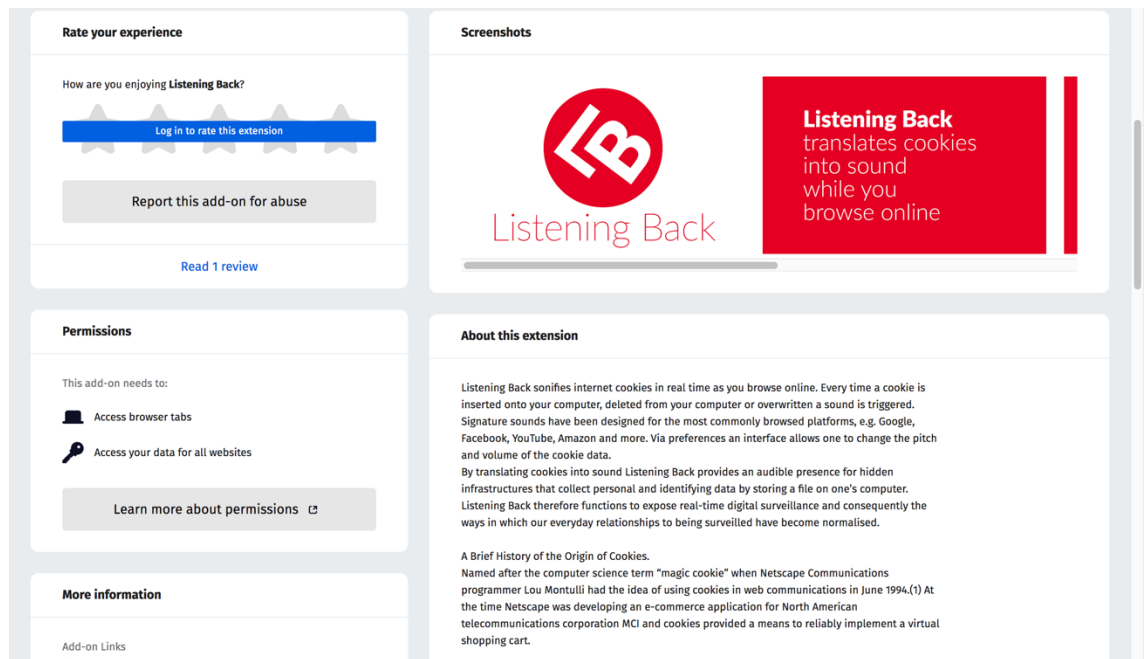 Rate your experience
How are you enjoying Listening Back?
Log in to rate this extension
Report this add-on for abuse
Read 1 review
Permissions
This add-on needs to:
Access browser tabs
Access your data for all websites
Learn more about permissions
More information
Add-on Links
Screenshots
LB
Listening Back
Listening Back
translates cookies
into sound
while you
browse online
About this extension
Listening Back sonifies internet cookies in real time as you browse online. Every time a cookie is
inserted onto your computer, deleted from your computer or overwritten a sound is triggered.
Signature sounds have been designed for the most commonly browsed platforms, e.g. Google,
Facebook, YouTube, Amazon and more. Via preferences an interface allows one to change the pitch
and volume of the cookie data.
By translating cookies into sound Listening Back provides an audible presence for hidden
infrastructures that collect personal and identifying data by storing a file on one's computer.
Listening Back therefore functions to expose real-time digital surveillance and consequently the
ways in which our everyday relationships to being surveilled have become normalised.
A Brief History of the Origin of Cookies.
Named after the computer science term “magic cookie” when Netscape Communications
programmer Lou Montulli had the idea of using cookies in web communications in June 1994.(1) At
the time Netscape was developing an e-commerce application for North American
telecommunications corporation MCI and cookies provided a means to reliably implement a virtual
shopping cart.